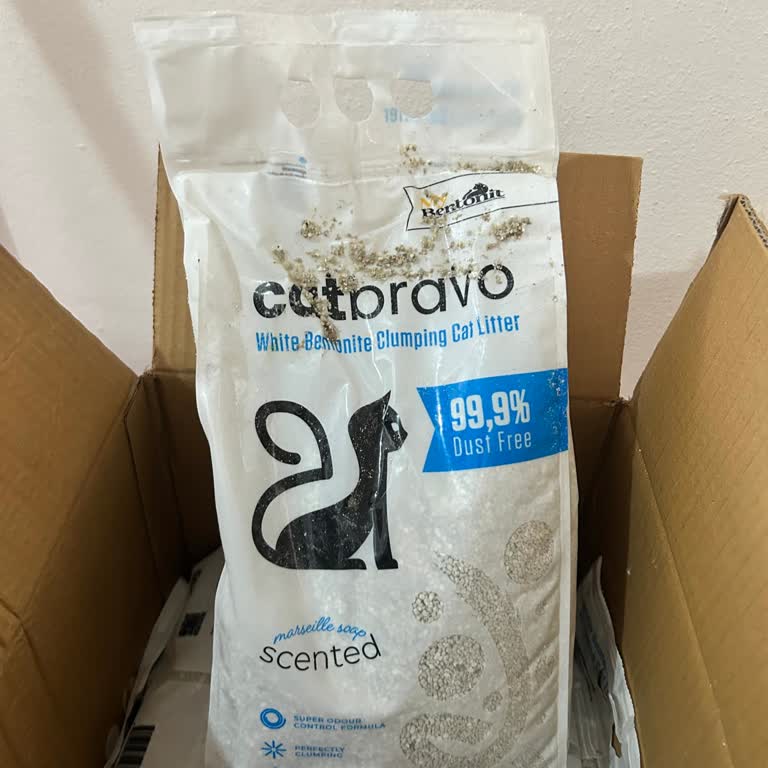 Bentonit
catbravo
White Bentonite Clumping Cat Litter
99,9%
Dust Free
marseille soap
scented
SUPER ODOUR
CONTROL FORMULA
PERFECTLY
CLUMPING